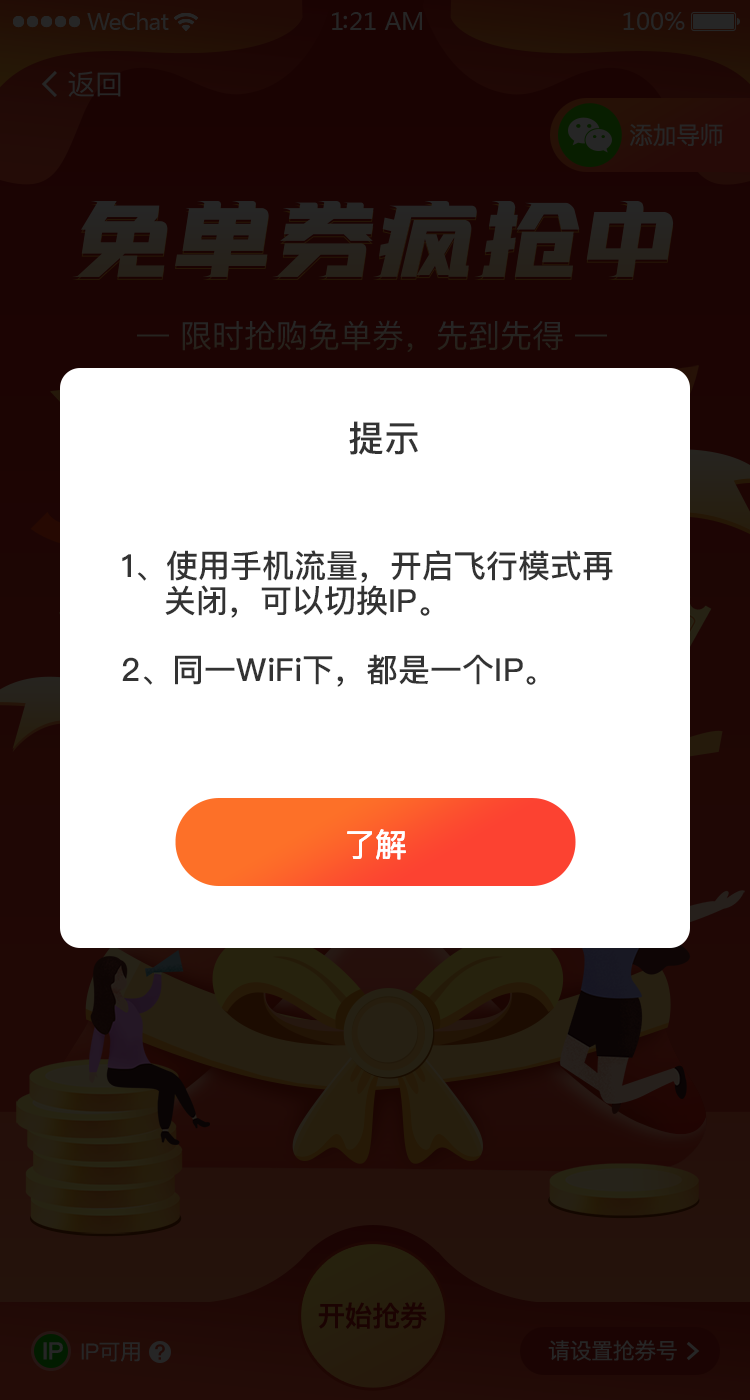 WeChat 1:21 AM 100%
返回
添加导师
免单券疯抢中
— 限时抢购免单券，先到先得 —
提示
1、使用手机流量，开启飞行模式再
关闭，可以切换IP。
2、同一WiFi下，都是一个IP。
了解
开始抢券
IP IP可用 ? 请设置抢券号